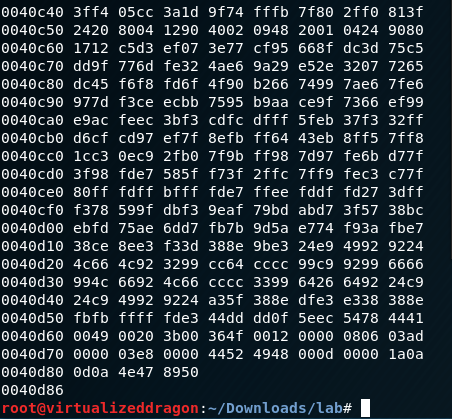 0040c40 3ff4 05cc 3a1d 9f74 fffb 7f80 2ff0 813f
0040c50 2420 8004 1290 4002 0948 2001 0424 9080
0040c60 1712 c5d3 ef07 3e77 cf95 668f dc3d 75c5
0040c70 dd9f 776d fe32 4ae6 9a29 e52e 3207 7265
0040c80 dc45 f6f8 fd6f 4f90 b266 7499 7ae6 7fe6
0040c90 977d f3ce ecbb 7595 b9aa ce9f 7366 ef99
0040ca0 e9ac feec 3bf3 cdfc dfff 5feb 37f3 32ff
0040cb0 d6cf cd97 ef7f 8efb ff64 43eb 8ff5 7ff8
0040cc0 1cc3 0ec9 2fb0 7f9b ff98 7d97 fe6b d77f
0040cd0 3f98 fde7 585f f73f 2ffc 7ff9 fec3 c77f
0040ce0 80ff fdff bfff fde7 ffee fddf fd27 3dff
0040cf0 f378 599f dbf3 9eaf 79bd abd7 3f57 38bc
0040d00 ebfd 75ae 6dd7 fb7b 9d5a e774 f93a fbe7
0040d10 38ce 8ee3 f33d 388e 9be3 24e9 4992 9224
0040d20 4c66 4c92 3299 cc64 cccc 99c9 9299 6666
0040d30 994c 6692 4c66 cccc 3399 6426 6492 24c9
0040d40 24c9 4992 9224 a35f 388e dfe3 e338 388e
0040d50 fbfb ffff fde3 44dd dd0f 5eec 5478 4441
0040d60 0049 0020 3b00 364f 0012 0000 0806 03ad
0040d70 0000 03e8 0000 4452 4948 000d 0000 1a0a
0040d80 0d0a 4e47 8950
0040d86
root@virtualizeddragon:~/Downloads/lab#